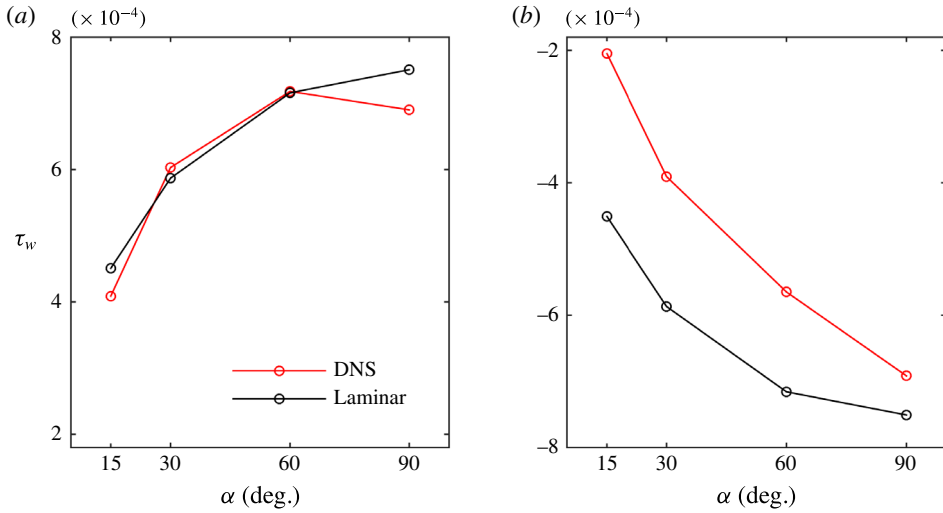 (a) (× 10⁻⁴)
8
6
4
2
τ_w
DNS
Laminar
15 30 60 90
α (deg.)
(b) (× 10⁻⁴)
−2
−4
−6
−8
15 30 60 90
α (deg.)